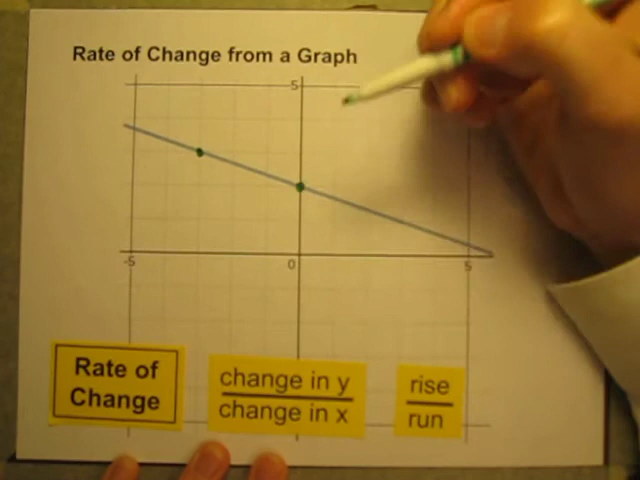 Rate of Change from a Graph
5
-5
0
5
Rate of
Change
change in y
change in x
rise
run